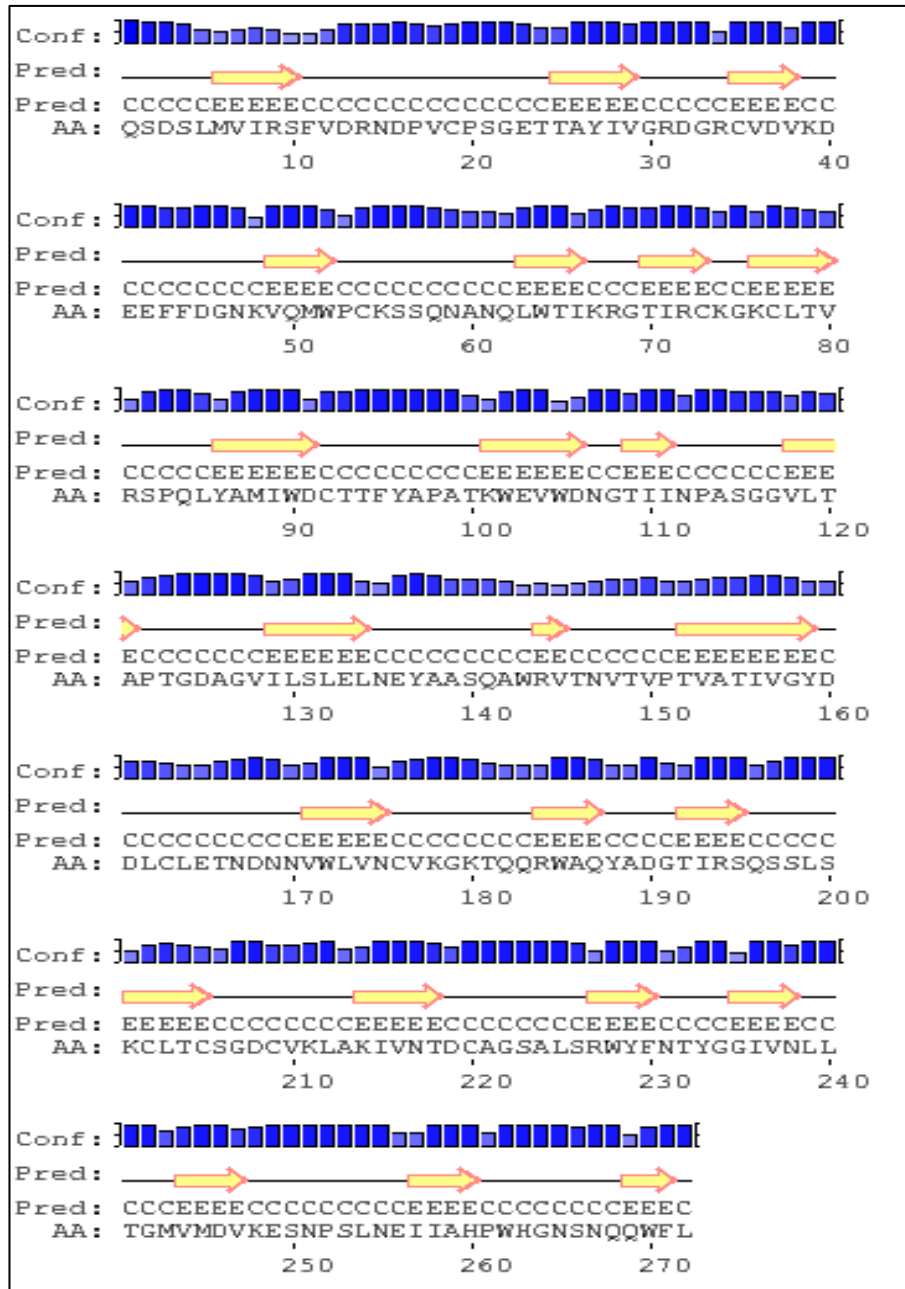 Conf:
Pred:
Pred: CCCCCEEEEECCCCCCCCCCCCCCEEEEECCCCCEEEECC
AA: QSDSLMVIRSFVDRNDPVCPSGETTAYIVGRDGRCVDVKD
10 20 30 40
Conf:
Pred:
Pred: CCCCCCCCEEEECCCCCCCCCCEEEECCCEEEECCEEEEE
AA: EEFFDGNKVQMWPCKSSQNANQLWTIKRGTIRCKGKCLTV
50 60 70 80
Conf:
Pred:
Pred: CCCCCEEEEEECCCCCCCCCEEEEEECCEEECCCCCCEEE
AA: RSPQLYAMIWDCTTFYAPATKWEVWDNGTIINPASGGVLT
90 100 110 120
Conf:
Pred:
Pred: ECCCCCCCEEEEEECCCCCCCCCEECCCCCCEEEEEEEEC
AA: APTGDAGVILSLELNEYAASQAWRVTNVTVPTVATIVGYD
130 140 150 160
Conf:
Pred:
Pred: CCCCCCCCCCEEEEECCCCCCCCEEEECCCCEEEECCCCC
AA: DLCLETNDNNVWLVNCVKGKTQQRWAQYADGTIRSQSSLS
170 180 190 200
Conf:
Pred:
Pred: EEEEECCCCCCCCEEEEECCCCCCCCEEEECCCCEEEECC
AA: KCLTCSGDCVKLAKIVNTDCAGSALSRWYFNTYGGIVNLL
210 220 230 240
Conf:
Pred:
Pred: CCCEEEECCCCCCCCCEEEECCCCCCCCEEEC
AA: TGMVMDVKESNPSLNEIIAHPWHGNSNQQWFL
250 260 270